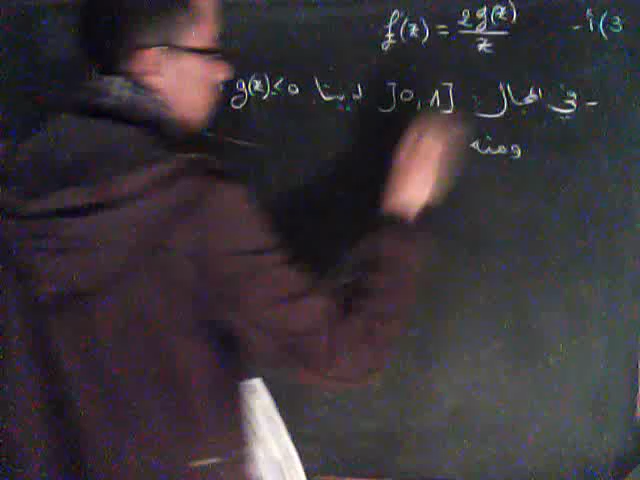 3) أ- f'(x) = 2g(x)/x
- في المجال ]0,1] لدينا g(x)<0
ومنه